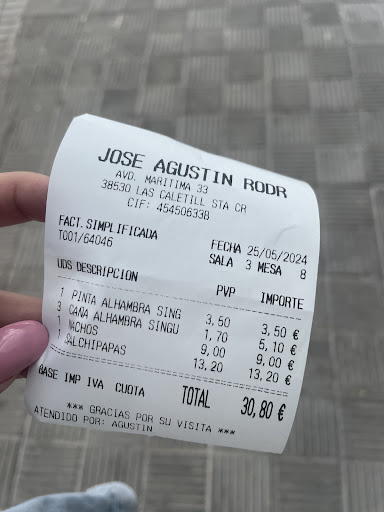 JOSE AGUSTIN RODR
AVD. MARITIMA 33
38530 LAS CALETILL STA CR
CIF: 454506338
FACT.SIMPLIFICADA
T001/64046
FECHA 25/05/2024
SALA 3 MESA 8
UDS DESCRIPCION PVP IMPORTE
1 PINTA ALHAMBRA SING 3,50 3,50 €
3 CAÑA ALHAMBRA SINGU 1,70 5,10 €
1 NACHOS 9,00 9,00 €
SALCHIPAPAS 13,20 13,20 €
BASE IMP IVA CUOTA TOTAL 30,80 €
*** GRACIAS POR SU VISITA ***
ATENDIDO POR: AGUSTIN